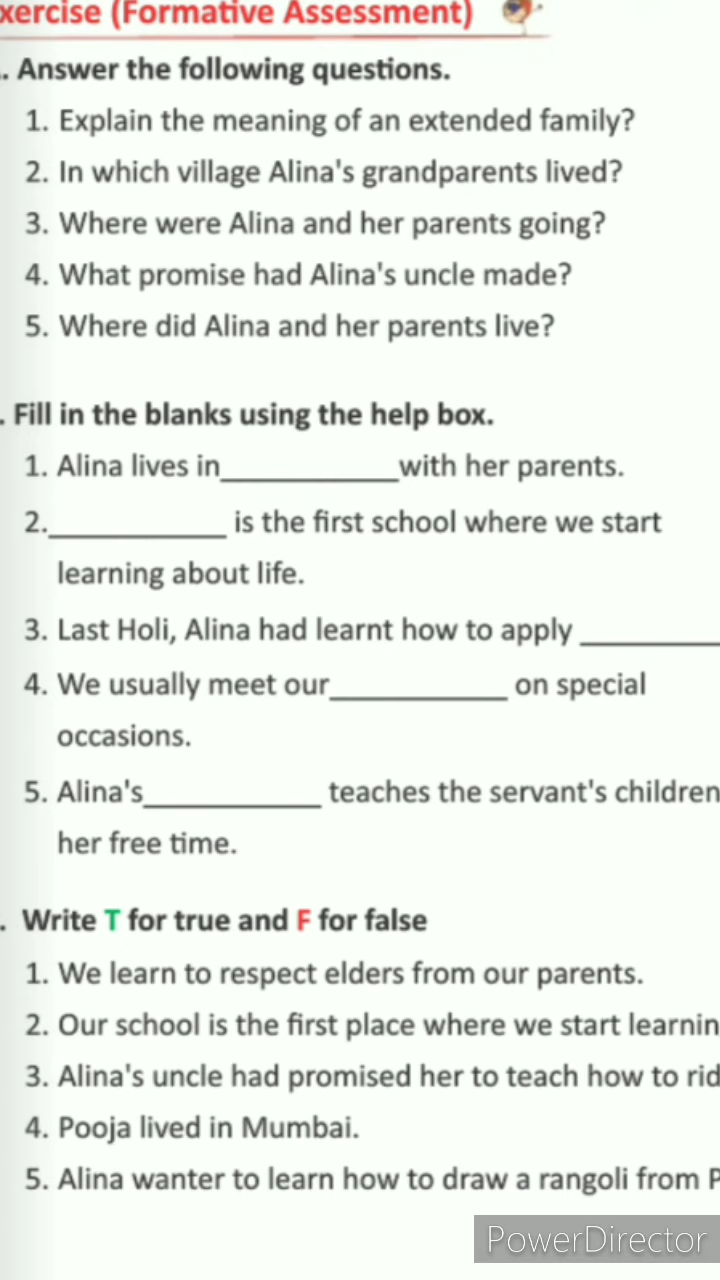 xercise (Formative Assessment)
. Answer the following questions.
1. Explain the meaning of an extended family?
2. In which village Alina's grandparents lived?
3. Where were Alina and her parents going?
4. What promise had Alina's uncle made?
5. Where did Alina and her parents live?
. Fill in the blanks using the help box.
1. Alina lives in____________with her parents.
2.____________ is the first school where we start
learning about life.
3. Last Holi, Alina had learnt how to apply __________
4. We usually meet our____________ on special
occasions.
5. Alina's____________ teaches the servant's children
her free time.
. Write T for true and F for false
1. We learn to respect elders from our parents.
2. Our school is the first place where we start learnin
3. Alina's uncle had promised her to teach how to rid
4. Pooja lived in Mumbai.
5. Alina wanter to learn how to draw a rangoli from P
PowerDirector